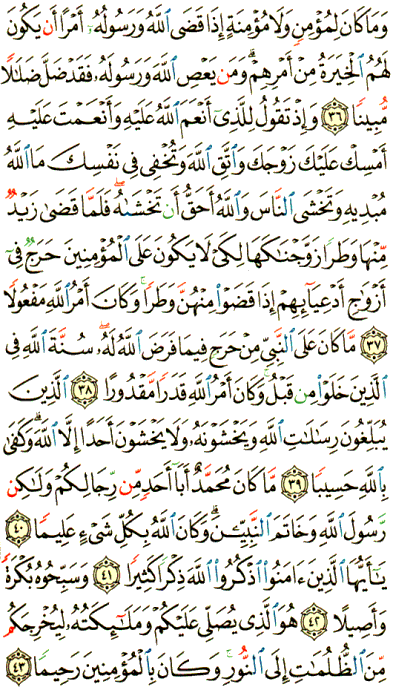 وَمَا كَانَ لِمُؤْمِنٍ وَلَا مُؤْمِنَةٍ إِذَا قَضَى ٱللَّهُ وَرَسُولُهُۥٓ أَمْرًا أَن يَكُونَ
لَهُمُ ٱلْخِيَرَةُ مِنْ أَمْرِهِمْ ۗ وَمَن يَعْصِ ٱللَّهَ وَرَسُولَهُۥ فَقَدْ ضَلَّ ضَلَٰلًا
مُّبِينًا ٣٦ وَإِذْ تَقُولُ لِلَّذِىٓ أَنْعَمَ ٱللَّهُ عَلَيْهِ وَأَنْعَمْتَ عَلَيْهِ
أَمْسِكْ عَلَيْكَ زَوْجَكَ وَٱتَّقِ ٱللَّهَ وَتُخْفِى فِى نَفْسِكَ مَا ٱللَّهُ
مُبْدِيهِ وَتَخْشَى ٱلنَّاسَ وَٱللَّهُ أَحَقُّ أَن تَخْشَىٰهُ ۖ فَلَمَّا قَضَىٰ زَيْدٌ
مِّنْهَا وَطَرًا زَوَّجْنَٰكَهَا لِكَىْ لَا يَكُونَ عَلَى ٱلْمُؤْمِنِينَ حَرَجٌ فِىٓ
أَزْوَٰجِ أَدْعِيَآئِهِمْ إِذَا قَضَوْا۟ مِنْهُنَّ وَطَرًا ۚ وَكَانَ أَمْرُ ٱللَّهِ مَفْعُولًا
٣٧ مَّا كَانَ عَلَى ٱلنَّبِىِّ مِنْ حَرَجٍ فِيمَا فَرَضَ ٱللَّهُ لَهُۥ ۖ سُنَّةَ ٱللَّهِ فِى
ٱلَّذِينَ خَلَوْا۟ مِن قَبْلُ ۚ وَكَانَ أَمْرُ ٱللَّهِ قَدَرًا مَّقْدُورًا ٣٨ ٱلَّذِينَ
يُبَلِّغُونَ رِسَٰلَٰتِ ٱللَّهِ وَيَخْشَوْنَهُۥ وَلَا يَخْشَوْنَ أَحَدًا إِلَّا ٱللَّهَ ۗ وَكَفَىٰ
بِٱللَّهِ حَسِيبًا ٣٩ مَّا كَانَ مُحَمَّدٌ أَبَآ أَحَدٍ مِّن رِّجَالِكُمْ وَلَٰكِن
رَّسُولَ ٱللَّهِ وَخَاتَمَ ٱلنَّبِيِّـۧنَ ۗ وَكَانَ ٱللَّهُ بِكُلِّ شَىْءٍ عَلِيمًا ٤٠
يَٰٓأَيُّهَا ٱلَّذِينَ ءَامَنُوا۟ ٱذْكُرُوا۟ ٱللَّهَ ذِكْرًا كَثِيرًا ٤١ وَسَبِّحُوهُ بُكْرَةً
وَأَصِيلًا ٤٢ هُوَ ٱلَّذِى يُصَلِّى عَلَيْكُمْ وَمَلَٰٓئِكَتُهُۥ لِيُخْرِجَكُم
مِّنَ ٱلظُّلُمَٰتِ إِلَى ٱلنُّورِ ۚ وَكَانَ بِٱلْمُؤْمِنِينَ رَحِيمًا ٤٣